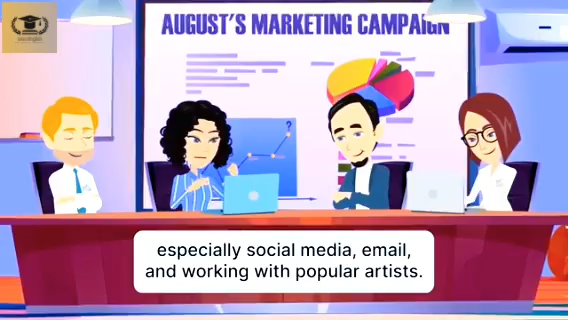 AUGUST'S MARKETING CAMPAIGN
?
especially social media, email,
and working with popular artists.